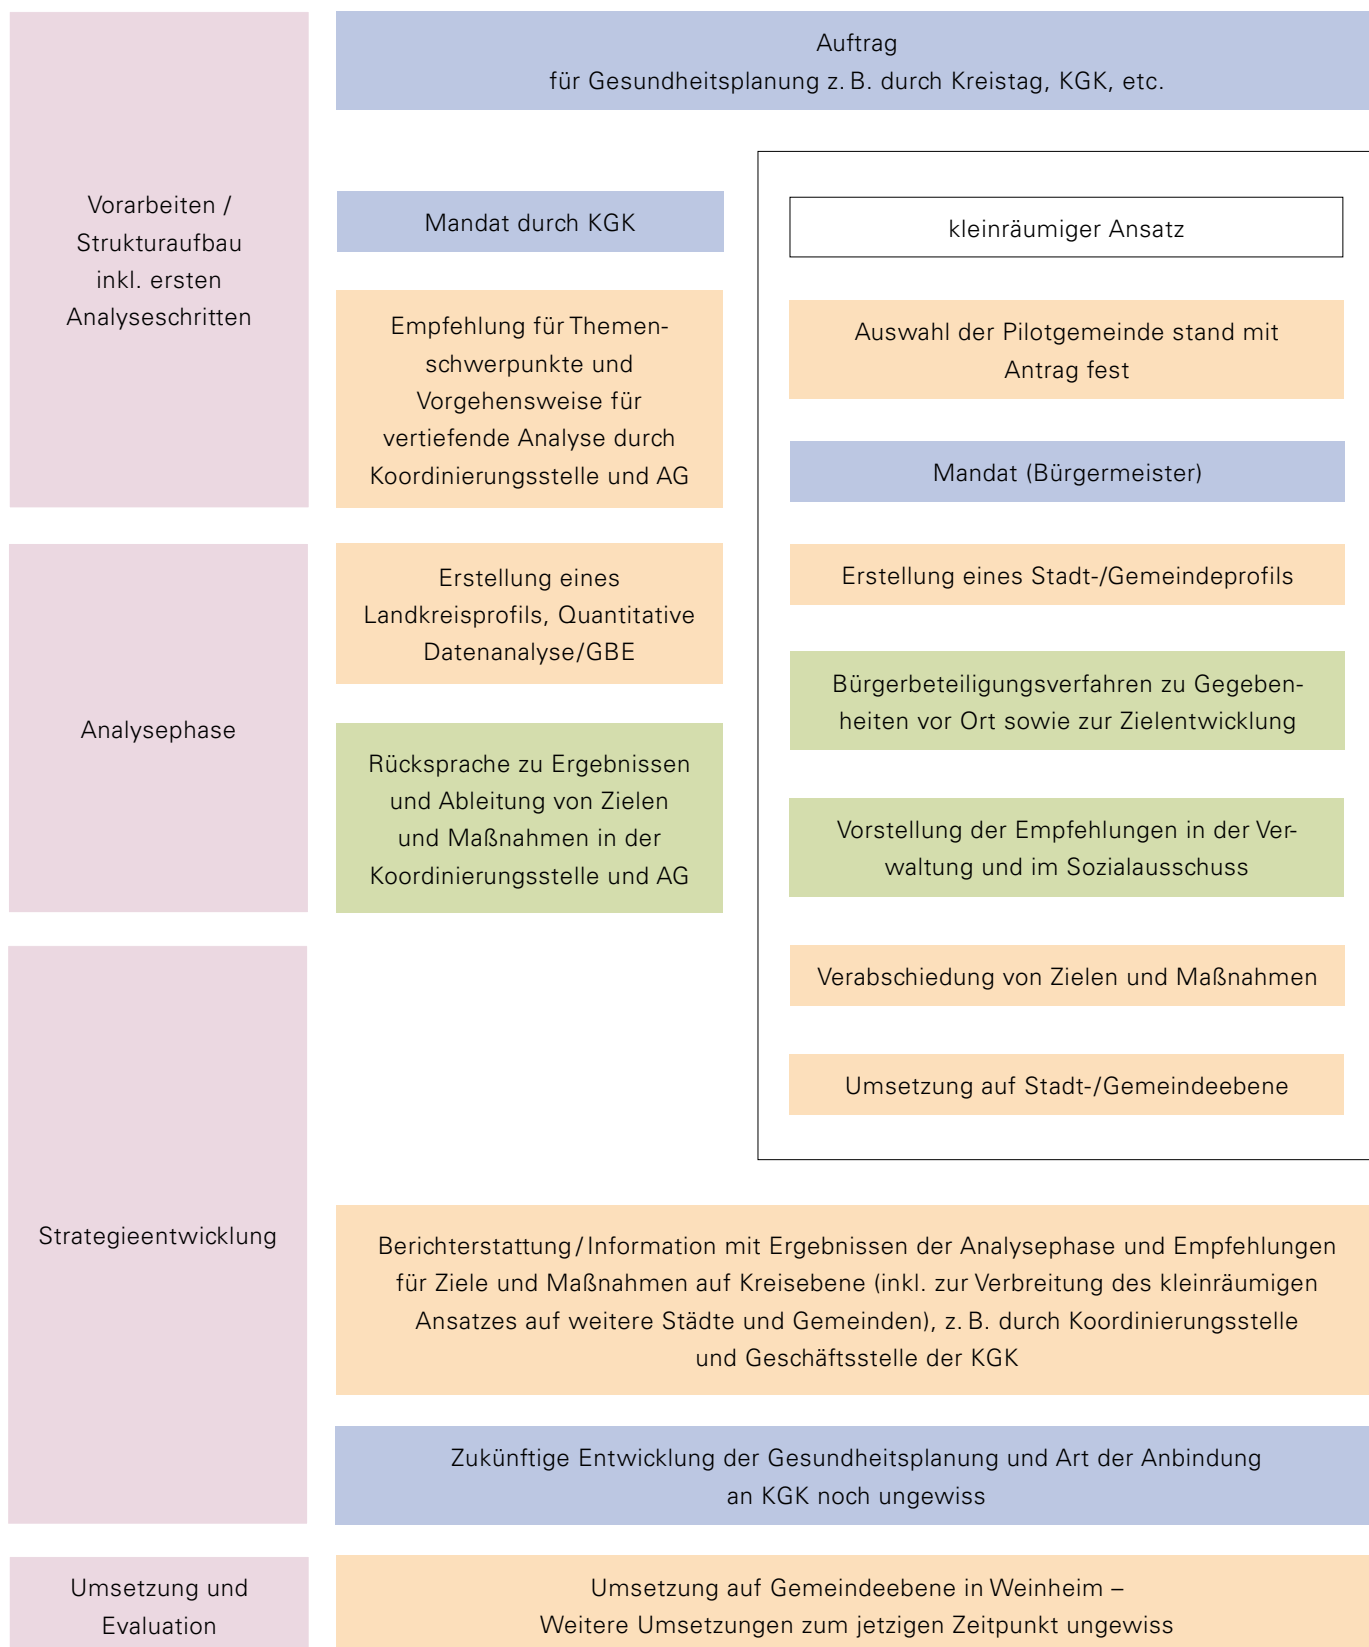 Auftrag
für Gesundheitsplanung z. B. durch Kreistag, KGK, etc.
Vorarbeiten /
Strukturaufbau
inkl. ersten
Analyseschritten
Mandat durch KGK
Empfehlung für Themen-
schwerpunkte und
Vorgehensweise für
vertiefende Analyse durch
Koordinierungsstelle und AG
kleinräumiger Ansatz
Auswahl der Pilotgemeinde stand mit
Antrag fest
Mandat (Bürgermeister)
Analysephase
Erstellung eines
Landkreisprofils, Quantitative
Datenanalyse/GBE
Rücksprache zu Ergebnissen
und Ableitung von Zielen
und Maßnahmen in der
Koordinierungsstelle und AG
Erstellung eines Stadt-/Gemeindeprofils
Bürgerbeteiligungsverfahren zu Gegeben-
heiten vor Ort sowie zur Zielentwicklung
Vorstellung der Empfehlungen in der Ver-
waltung und im Sozialausschuss
Strategieentwicklung
Verabschiedung von Zielen und Maßnahmen
Umsetzung auf Stadt-/Gemeindeebene
Berichterstattung / Information mit Ergebnissen der Analysephase und Empfehlungen
für Ziele und Maßnahmen auf Kreisebene (inkl. zur Verbreitung des kleinräumigen
Ansatzes auf weitere Städte und Gemeinden), z. B. durch Koordinierungsstelle
und Geschäftsstelle der KGK
Zukünftige Entwicklung der Gesundheitsplanung und Art der Anbindung
an KGK noch ungewiss
Umsetzung und
Evaluation
Umsetzung auf Gemeindeebene in Weinheim –
Weitere Umsetzungen zum jetzigen Zeitpunkt ungewiss